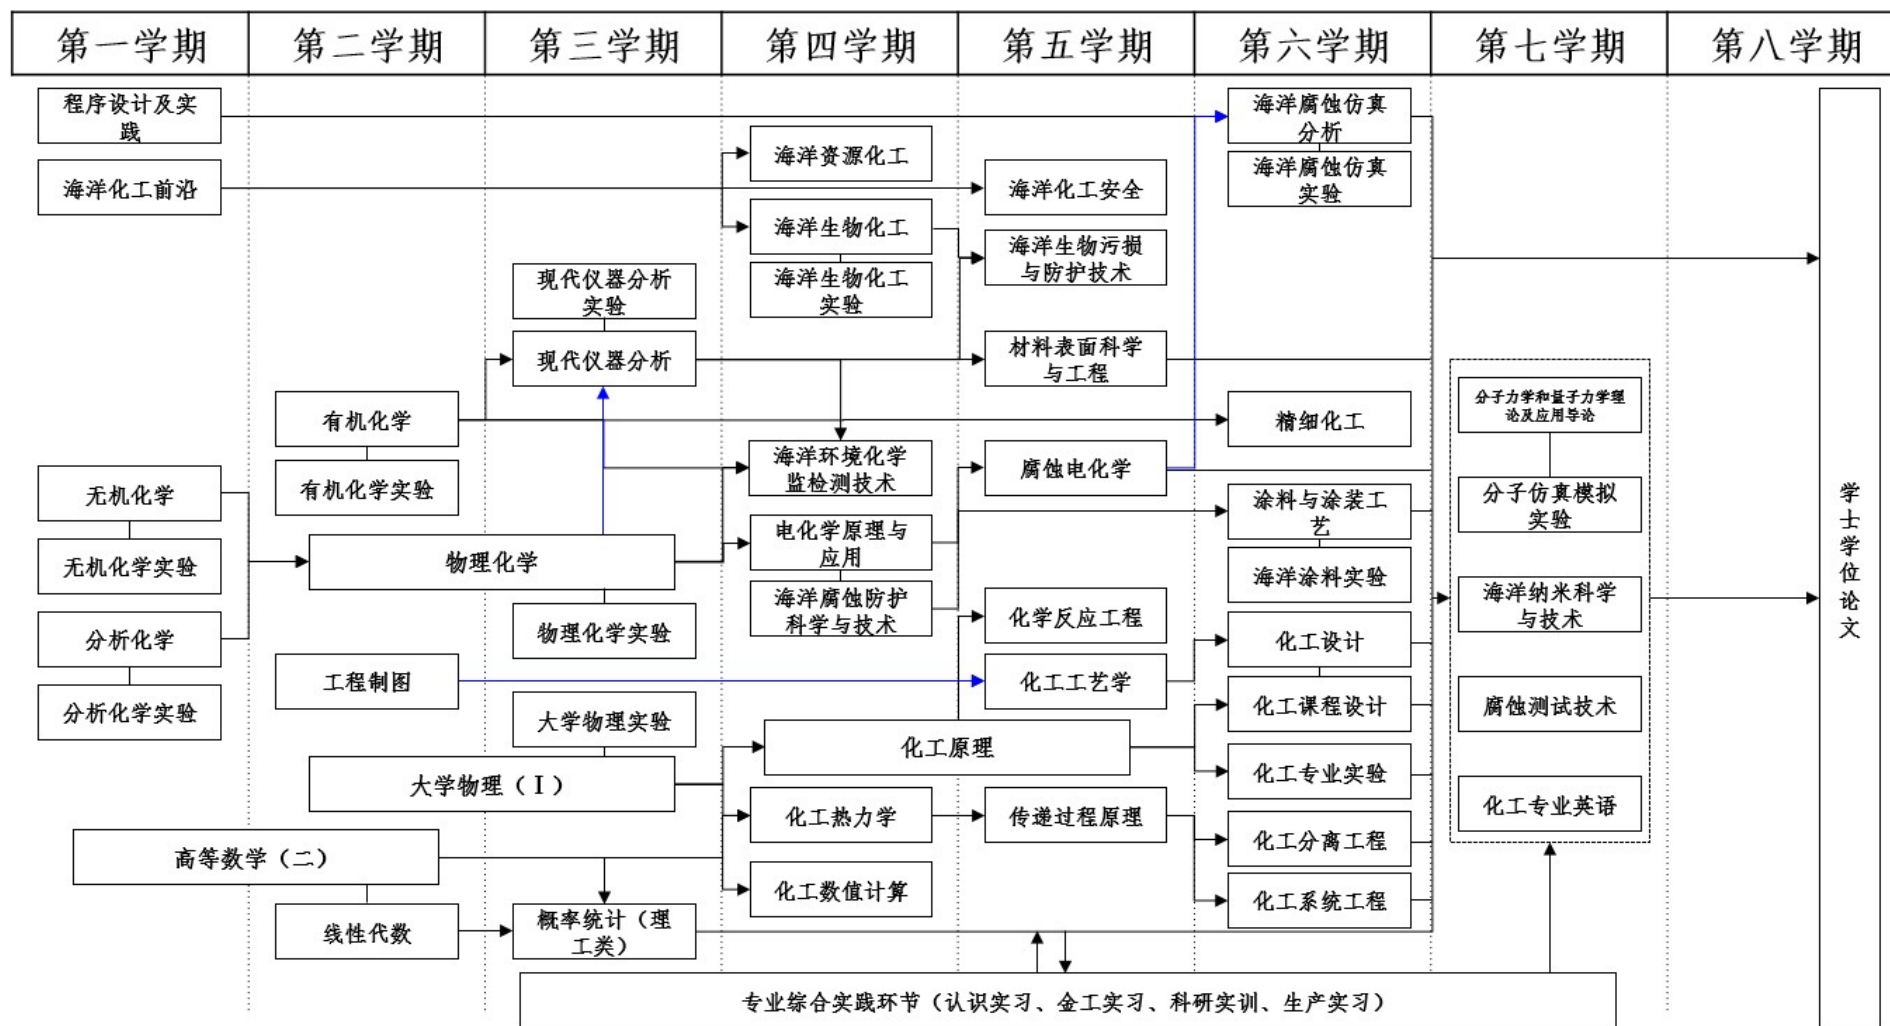 第一学期
第二学期
第三学期
第四学期
第五学期
第六学期
第七学期
第八学期
程序设计及实
践
海洋化工前沿
无机化学
无机化学实验
分析化学
分析化学实验
有机化学
有机化学实验
物理化学
工程制图
大学物理（Ⅰ）
高等数学（二）
线性代数
现代仪器分析
实验
现代仪器分析
物理化学实验
大学物理实验
概率统计（理
工类）
海洋资源化工
海洋生物化工
海洋生物化工
实验
海洋环境化学
监检测技术
电化学原理与
应用
海洋腐蚀防护
科学与技术
化工原理
化工热力学
化工数值计算
海洋化工安全
海洋生物污损
与防护技术
材料表面科学
与工程
腐蚀电化学
化学反应工程
化工工艺学
传递过程原理
海洋腐蚀仿真
分析
海洋腐蚀仿真
实验
精细化工
涂料与涂装工
艺
海洋涂料实验
化工设计
化工课程设计
化工专业实验
化工分离工程
化工系统工程
分子力学和量子力学理
论及应用导论
分子仿真模拟
实验
海洋纳米科学
与技术
腐蚀测试技术
化工专业英语
学士学位论文
专业综合实践环节（认识实习、金工实习、科研实训、生产实习）